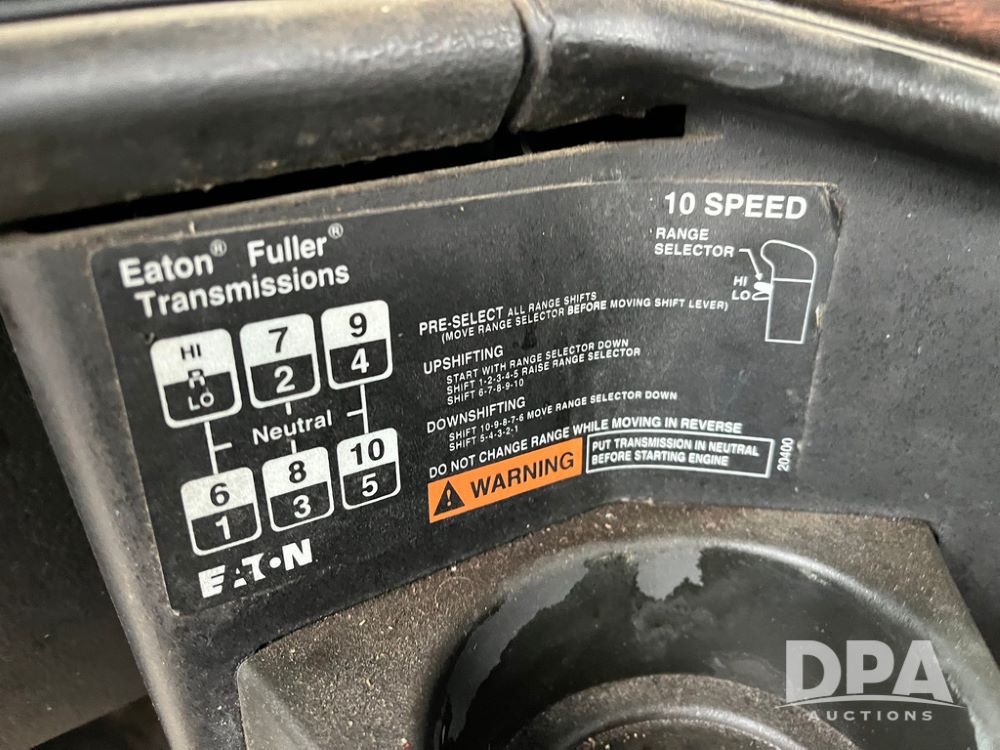 Eaton® Fuller®
Transmissions
10 SPEED
RANGE
SELECTOR
HI
LO
HI
R
LO
7
2
9
4
Neutral
6
1
8
3
10
5
EATON
PRE-SELECT ALL RANGE SHIFTS
(MOVE RANGE SELECTOR BEFORE MOVING SHIFT LEVER)
UPSHIFTING
START WITH RANGE SELECTOR DOWN
SHIFT 1-2-3-4-5 RAISE RANGE SELECTOR
SHIFT 6-7-8-9-10
DOWNSHIFTING
SHIFT 10-9-8-7-6 MOVE RANGE SELECTOR DOWN
SHIFT 5-4-3-2-1
DO NOT CHANGE RANGE WHILE MOVING IN REVERSE
WARNING
PUT TRANSMISSION IN NEUTRAL
BEFORE STARTING ENGINE
20400
DPA
AUCTIONS